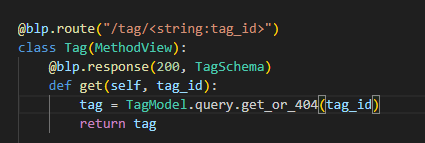 @blp.route("/tag/<string:tag_id>")
class Tag(MethodView):
    @blp.response(200, TagSchema)
    def get(self, tag_id):
        tag = TagModel.query.get_or_404(tag_id)
        return tag